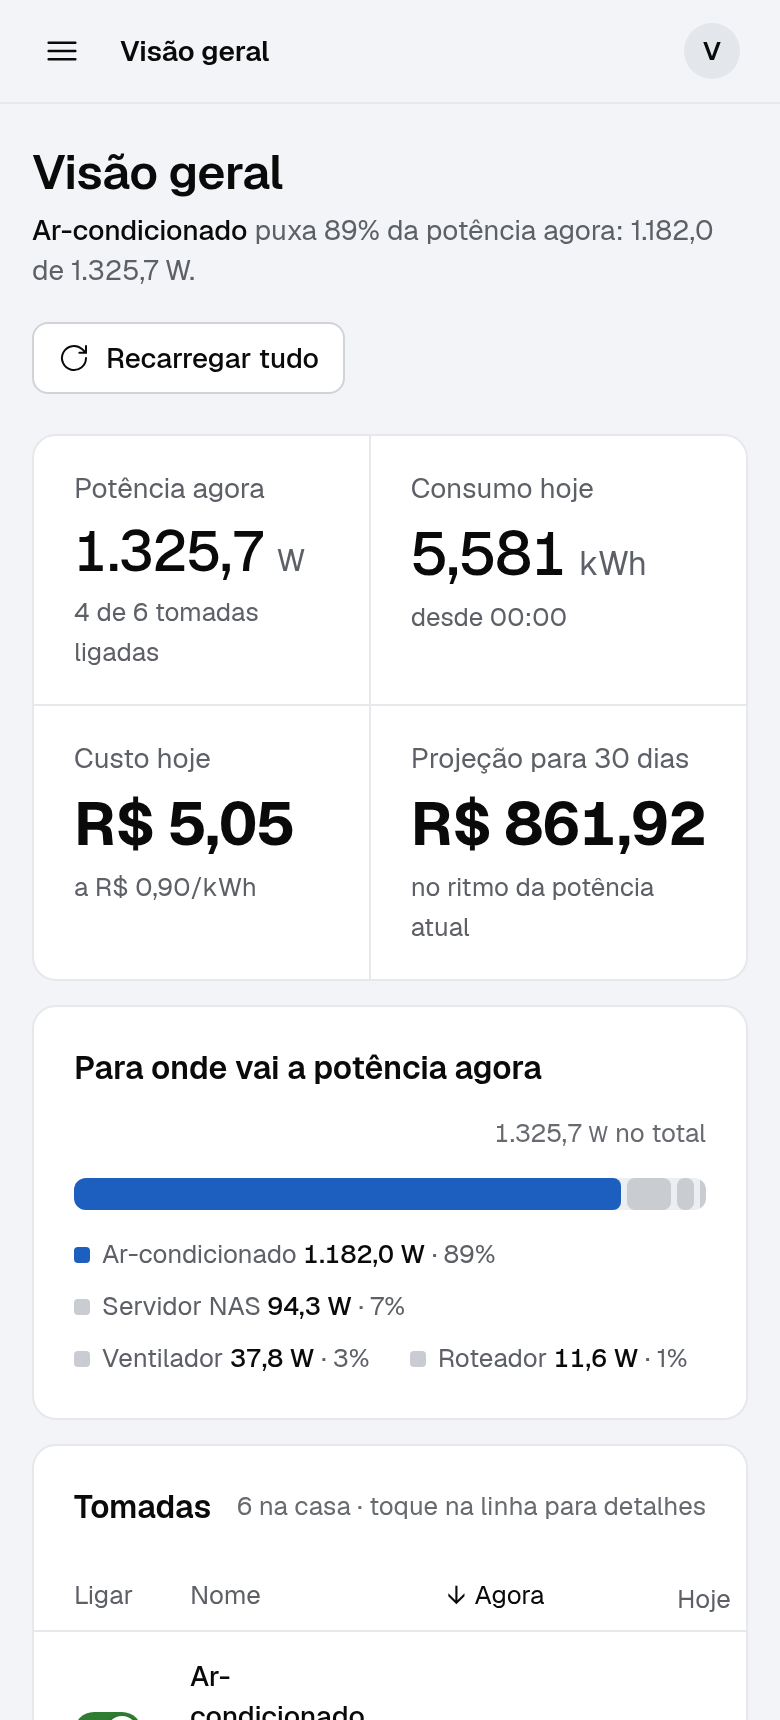 Visão geral
V
Visão geral
Ar-condicionado puxa 89% da potência agora: 1.182,0
de 1.325,7 W.
Recarregar tudo
Potência agora
1.325,7 W
4 de 6 tomadas
ligadas
Consumo hoje
5,581 kWh
desde 00:00
Custo hoje
R$ 5,05
a R$ 0,90/kWh
Projeção para 30 dias
R$ 861,92
no ritmo da potência
atual
Para onde vai a potência agora
1.325,7 W no total
Ar-condicionado 1.182,0 W · 89%
Servidor NAS 94,3 W · 7%
Ventilador 37,8 W · 3%
Roteador 11,6 W · 1%
Tomadas
6 na casa · toque na linha para detalhes
Ligar
Nome
↓ Agora
Hoje
Ar-
condicionado